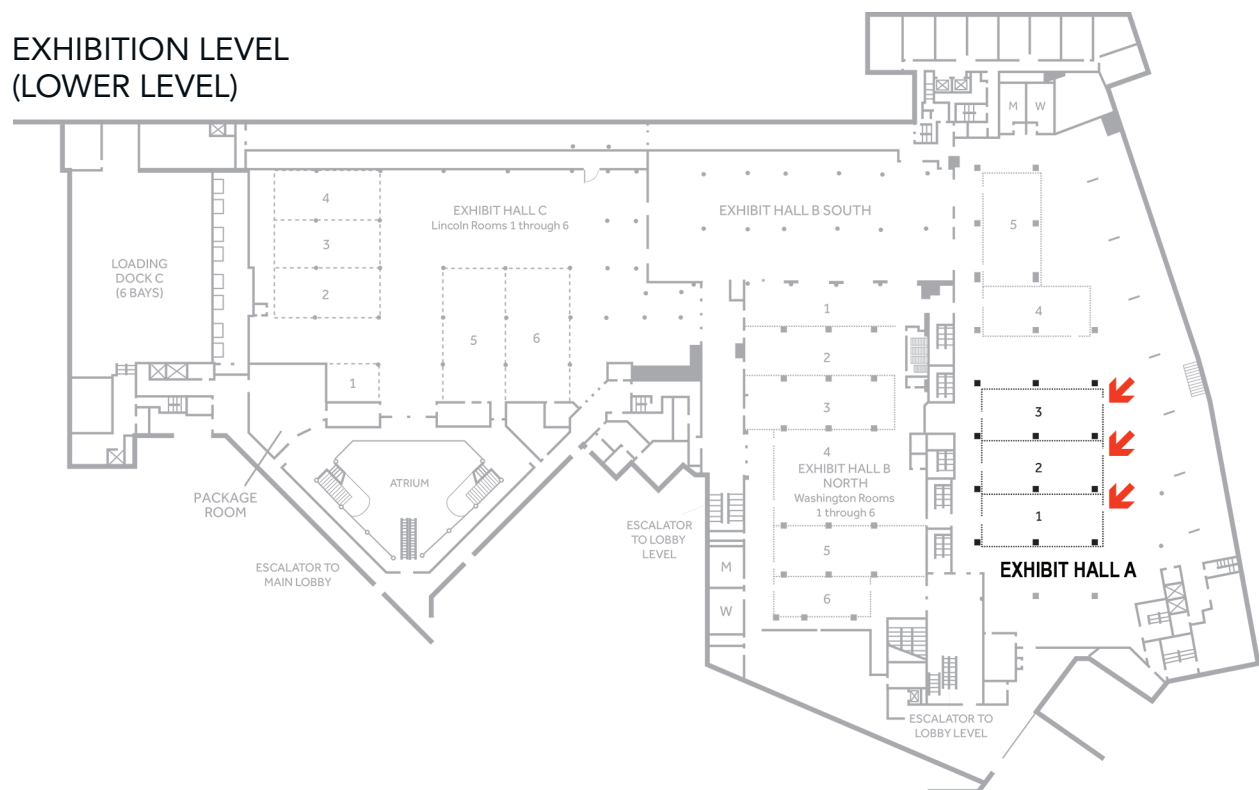 EXHIBITION LEVEL
(LOWER LEVEL)
M
W
4
EXHIBIT HALL C
Lincoln Rooms 1 through 6
EXHIBIT HALL B SOUTH
5
3
LOADING
DOCK C
(6 BAYS)
2
1
4
5
6
2
1
3
3
4
EXHIBIT HALL B
NORTH
Washington Rooms
1 through 6
2
ATRIUM
PACKAGE
ROOM
1
ESCALATOR
TO LOBBY
LEVEL
5
ESCALATOR TO
MAIN LOBBY
M
EXHIBIT HALL A
6
W
ESCALATOR TO
LOBBY LEVEL